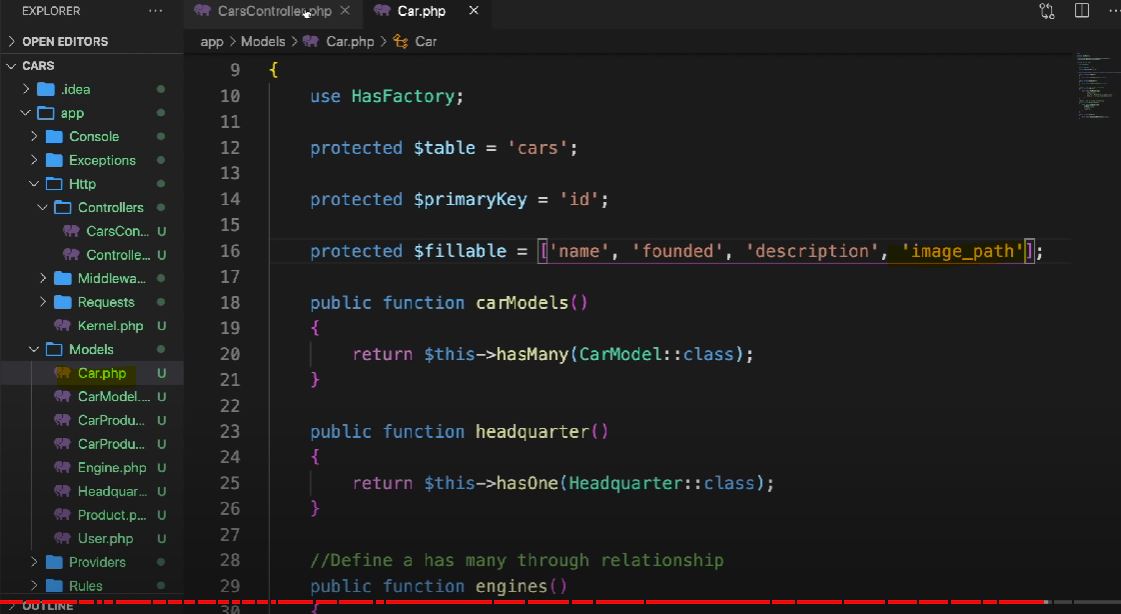 EXPLORER
OPEN EDITORS
CARS
.idea
app
Console
Exceptions
Http
Controllers
CarsCon... U
Controlle... U
Middlewa...
Requests
Kernel.php U
Models
Car.php U
CarModel.... U
CarProdu... U
CarProdu... U
Engine.php U
Headquar... U
Product.p... U
User.php U
Providers
Rules
OUTLINE
CarsController.php
Car.php
app > Models > Car.php > Car
9 {
10 use HasFactory;
11
12 protected $table = 'cars';
13
14 protected $primaryKey = 'id';
15
16 protected $fillable = ['name', 'founded', 'description', 'image_path'];
17
18 public function carModels()
19 {
20 return $this->hasMany(CarModel::class);
21 }
22
23 public function headquarter()
24 {
25 return $this->hasOne(Headquarter::class);
26 }
27
28 //Define a has many through relationship
29 public function engines()
30 {